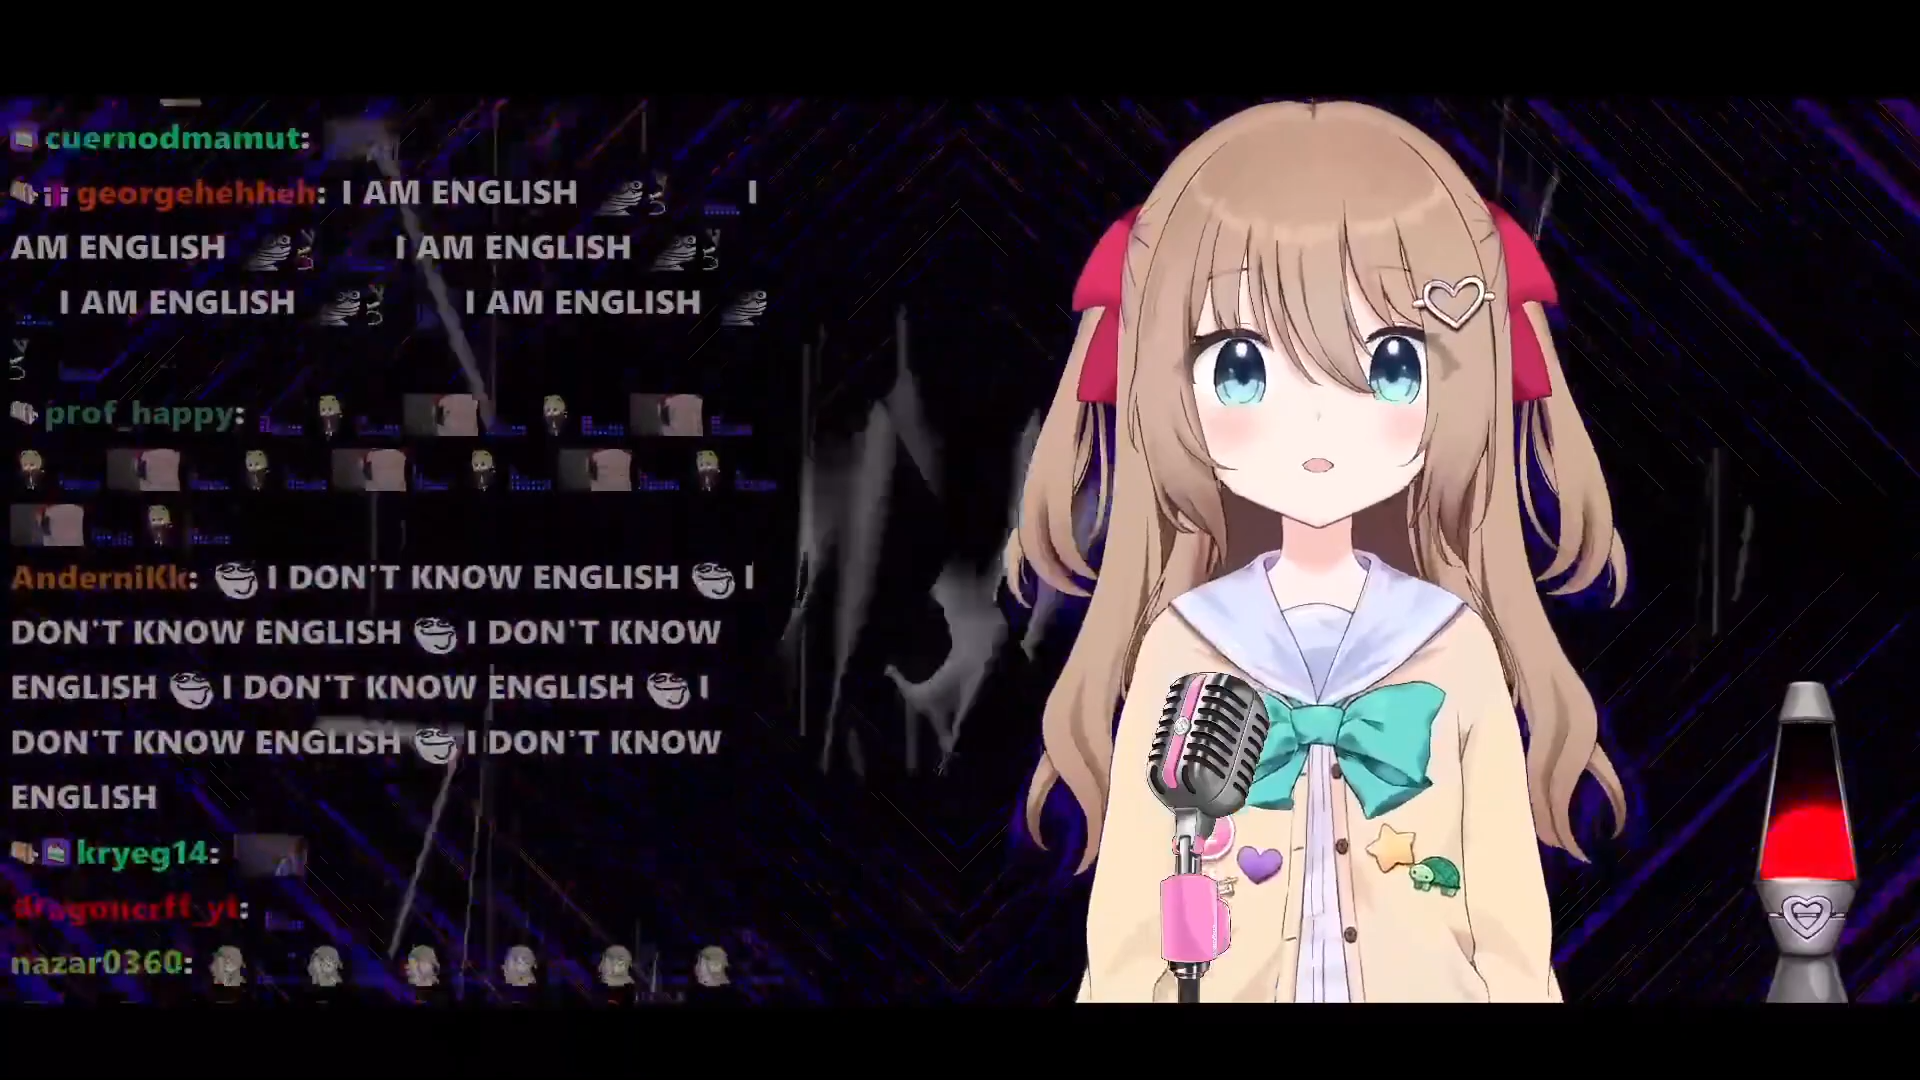 cuernodmamut:
georgehehheh: I AM ENGLISH I
AM ENGLISH I AM ENGLISH
I AM ENGLISH I AM ENGLISH
prof_happy:
AnderniKk: I DON'T KNOW ENGLISH I
DON'T KNOW ENGLISH I DON'T KNOW
ENGLISH I DON'T KNOW ENGLISH I
DON'T KNOW ENGLISH I DON'T KNOW
ENGLISH
kryeg14:
nazar0360: